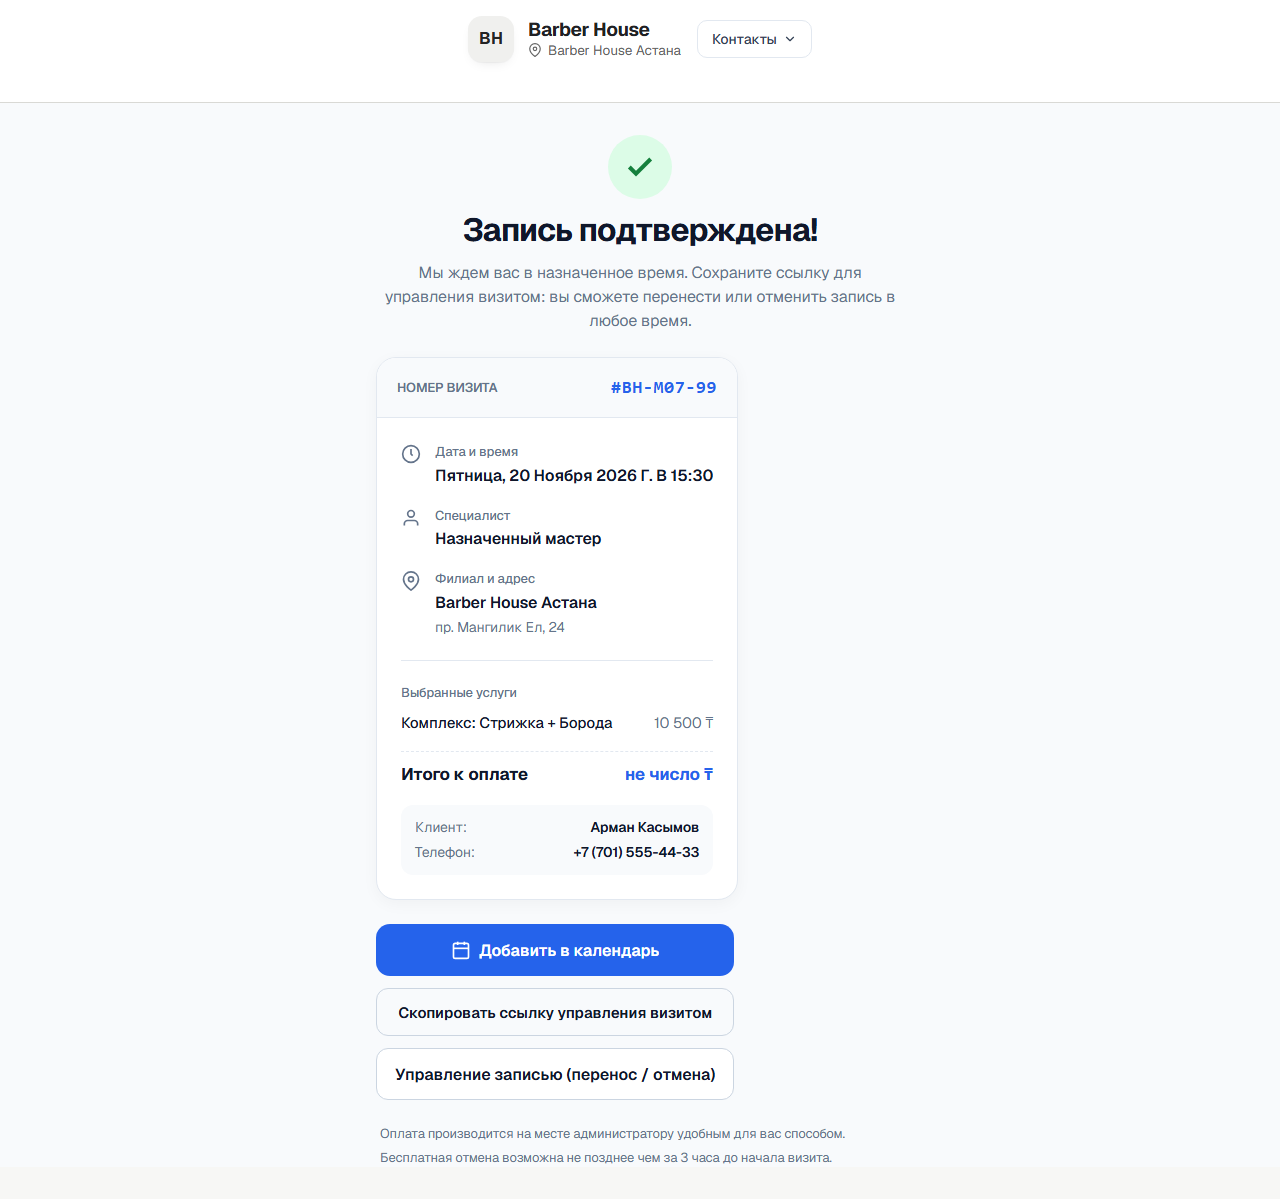 BH
Barber House
Barber House Астана
Контакты
Запись подтверждена!
Мы ждем вас в назначенное время. Сохраните ссылку для
управления визитом: вы сможете перенести или отменить запись в
любое время.
НОМЕР ВИЗИТА #BH-M07-99
Дата и время
Пятница, 20 Ноября 2026 Г. В 15:30
Специалист
Назначенный мастер
Филиал и адрес
Barber House Астана
пр. Мангилик Ел, 24
Выбранные услуги
Комплекс: Стрижка + Борода 10 500 ₸
Итого к оплате не число ₸
Клиент: Арман Касымов
Телефон: +7 (701) 555-44-33
Добавить в календарь
Скопировать ссылку управления визитом
Управление записью (перенос / отмена)
Оплата производится на месте администратору удобным для вас способом.
Бесплатная отмена возможна не позднее чем за 3 часа до начала визита.